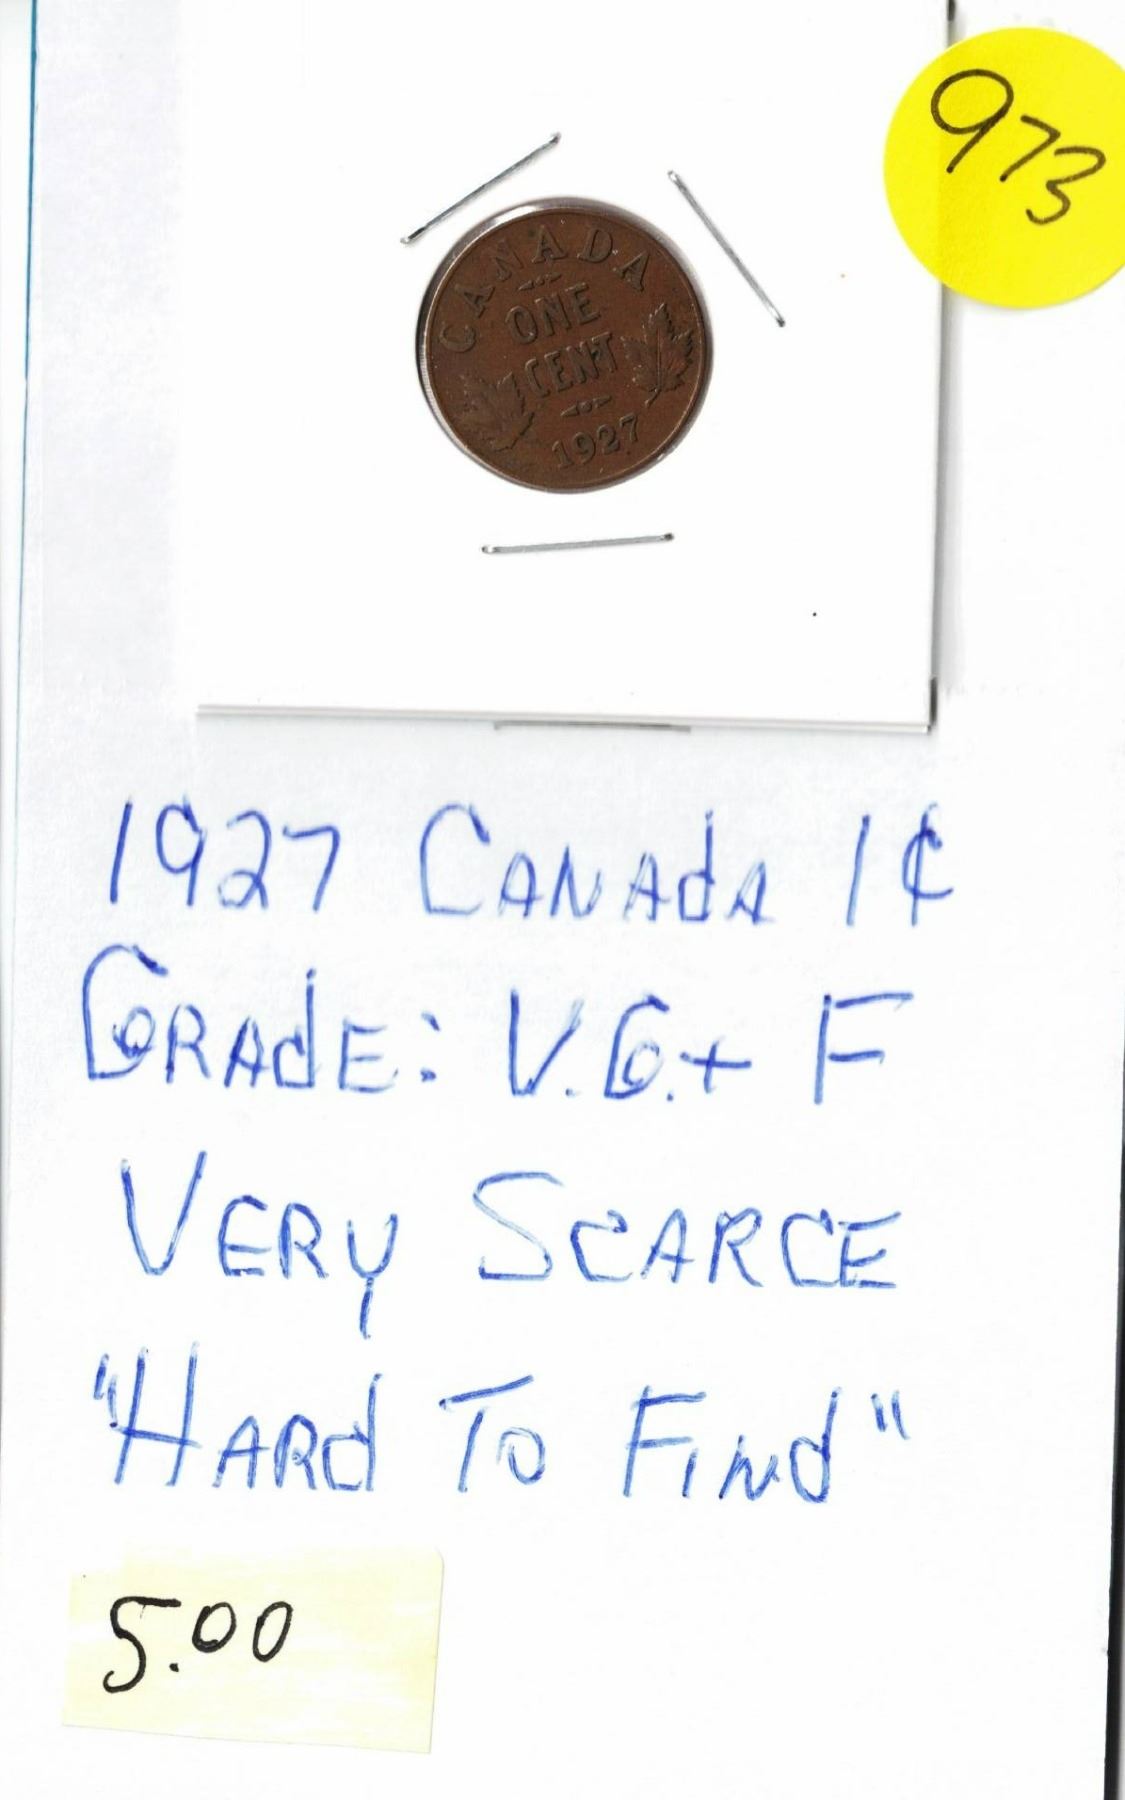 973
CANADA
ONE
CENT
1927
1927 CANADA 1¢
GRADE: V.G.+ F
VERY SCARCE
"HARD TO FIND"
5.00